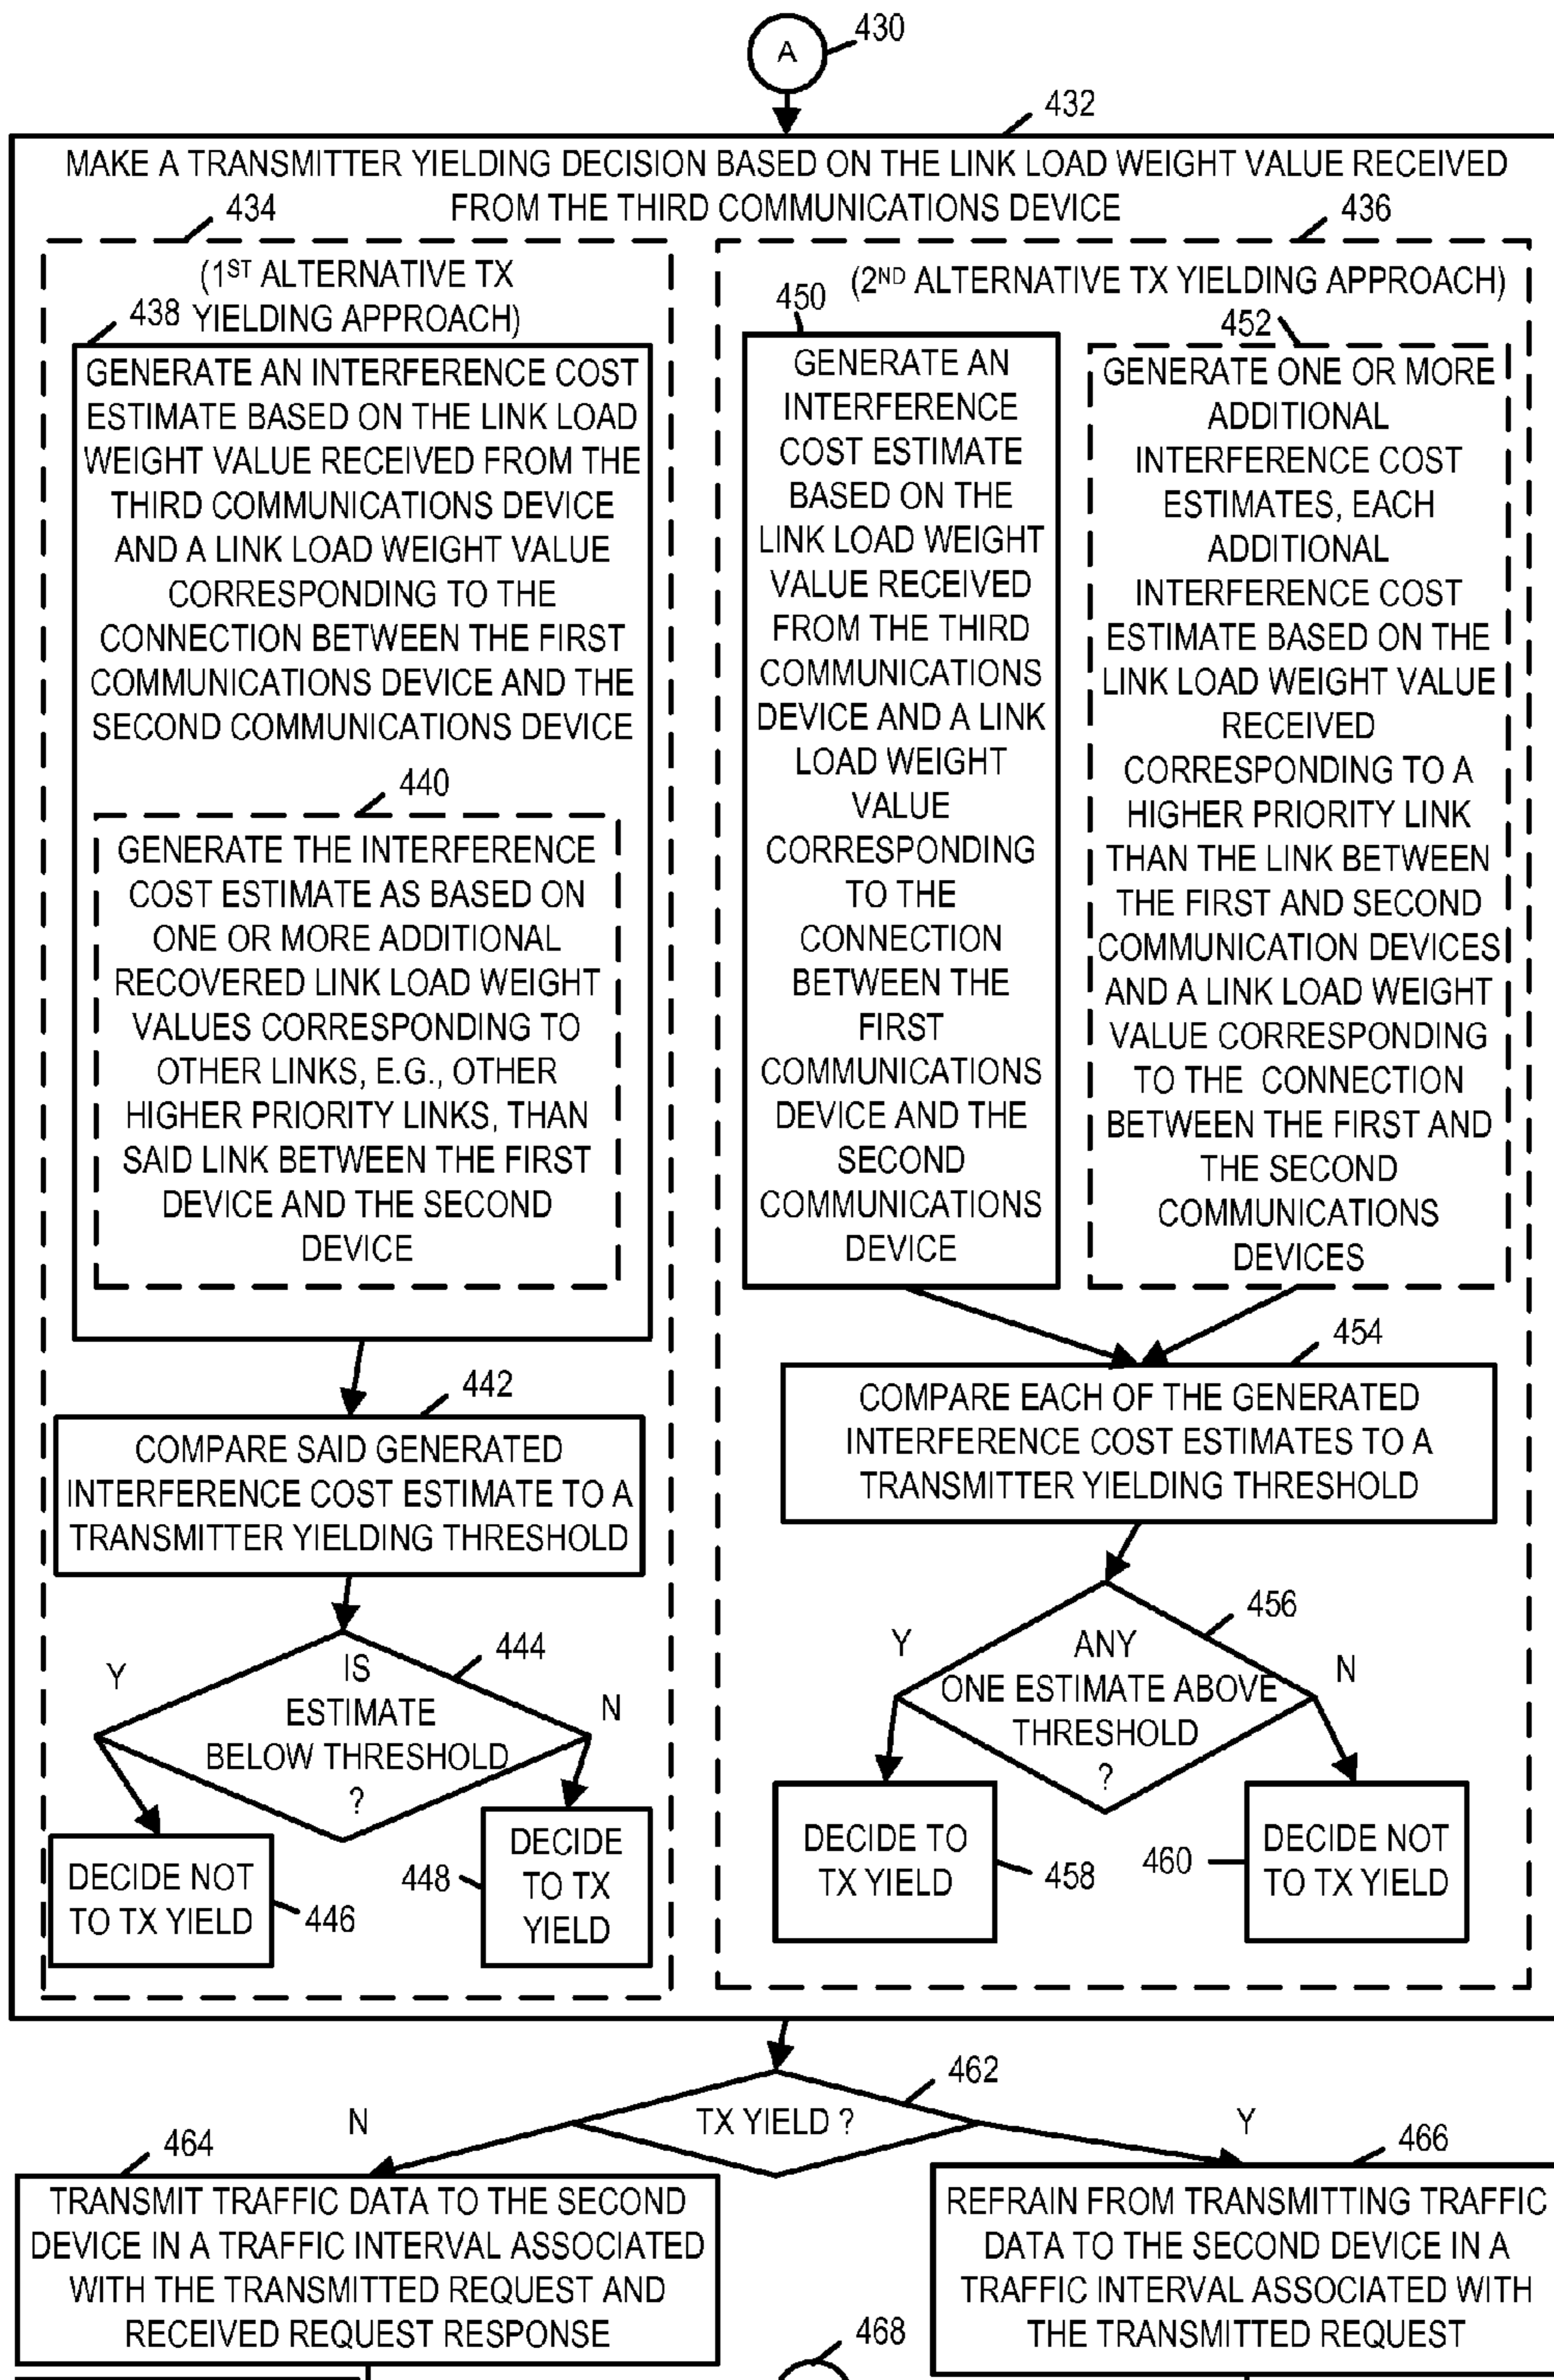 A
430
432
MAKE A TRANSMITTER YIELDING DECISION BASED ON THE LINK LOAD WEIGHT VALUE RECEIVED
FROM THE THIRD COMMUNICATIONS DEVICE
434
436
(1ST ALTERNATIVE TX
YIELDING APPROACH)
438
GENERATE AN INTERFERENCE COST
ESTIMATE BASED ON THE LINK LOAD
WEIGHT VALUE RECEIVED FROM THE
THIRD COMMUNICATIONS DEVICE
AND A LINK LOAD WEIGHT VALUE
CORRESPONDING TO THE
CONNECTION BETWEEN THE FIRST
COMMUNICATIONS DEVICE AND THE
SECOND COMMUNICATIONS DEVICE
440
GENERATE THE INTERFERENCE
COST ESTIMATE AS BASED ON
ONE OR MORE ADDITIONAL
RECOVERED LINK LOAD WEIGHT
VALUES CORRESPONDING TO
OTHER LINKS, E.G., OTHER
HIGHER PRIORITY LINKS, THAN
SAID LINK BETWEEN THE FIRST
DEVICE AND THE SECOND
DEVICE
442
COMPARE SAID GENERATED
INTERFERENCE COST ESTIMATE TO A
TRANSMITTER YIELDING THRESHOLD
444
IS
ESTIMATE
BELOW THRESHOLD
?
Y
N
DECIDE NOT
TO TX YIELD
446
448
DECIDE
TO TX
YIELD
(2ND ALTERNATIVE TX YIELDING APPROACH)
450
GENERATE AN
INTERFERENCE
COST ESTIMATE
BASED ON THE
LINK LOAD WEIGHT
VALUE RECEIVED
FROM THE THIRD
COMMUNICATIONS
DEVICE AND A LINK
LOAD WEIGHT
VALUE
CORRESPONDING
TO THE
CONNECTION
BETWEEN THE
FIRST
COMMUNICATIONS
DEVICE AND THE
SECOND
COMMUNICATIONS
DEVICE
452
GENERATE ONE OR MORE
ADDITIONAL
INTERFERENCE COST
ESTIMATES, EACH
ADDITIONAL
INTERFERENCE COST
ESTIMATE BASED ON THE
LINK LOAD WEIGHT VALUE
RECEIVED
CORRESPONDING TO A
HIGHER PRIORITY LINK
THAN THE LINK BETWEEN
THE FIRST AND SECOND
COMMUNICATION DEVICES
AND A LINK LOAD WEIGHT
VALUE CORRESPONDING
TO THE CONNECTION
BETWEEN THE FIRST AND
THE SECOND
COMMUNICATIONS
DEVICES
454
COMPARE EACH OF THE GENERATED
INTERFERENCE COST ESTIMATES TO A
TRANSMITTER YIELDING THRESHOLD
456
ANY
ONE ESTIMATE ABOVE
THRESHOLD
?
Y
N
DECIDE TO
TX YIELD
458
460
DECIDE NOT
TO TX YIELD
462
TX YIELD ?
N
Y
464
TRANSMIT TRAFFIC DATA TO THE SECOND
DEVICE IN A TRAFFIC INTERVAL ASSOCIATED
WITH THE TRANSMITTED REQUEST AND
RECEIVED REQUEST RESPONSE
466
REFRAIN FROM TRANSMITTING TRAFFIC
DATA TO THE SECOND DEVICE IN A
TRAFFIC INTERVAL ASSOCIATED WITH
THE TRANSMITTED REQUEST
468